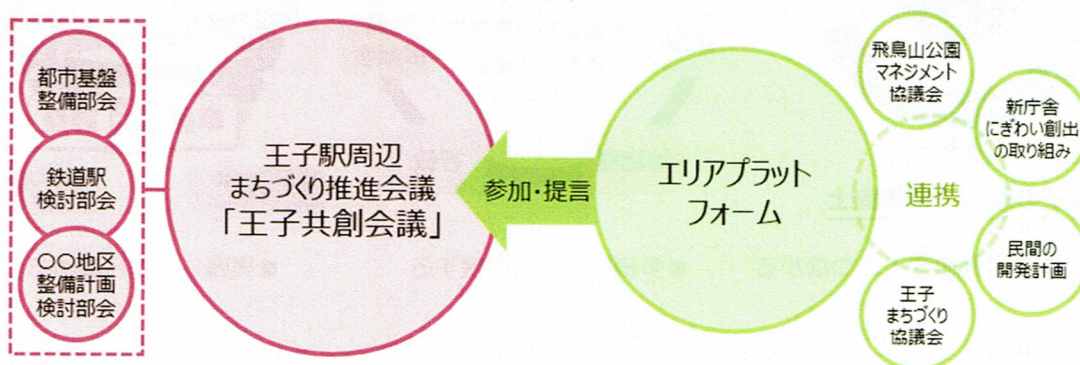 都市基盤
整備部会
鉄道駅
検討部会
〇〇地区
整備計画
検討部会
王子駅周辺
まちづくり推進会議
「王子共創会議」
参加・提言
エリアプラット
フォーム
飛鳥山公園
マネジメント
協議会
新庁舎
にぎわい創出
の取り組み
連携
民間の
開発計画
王子
まちづくり
協議会